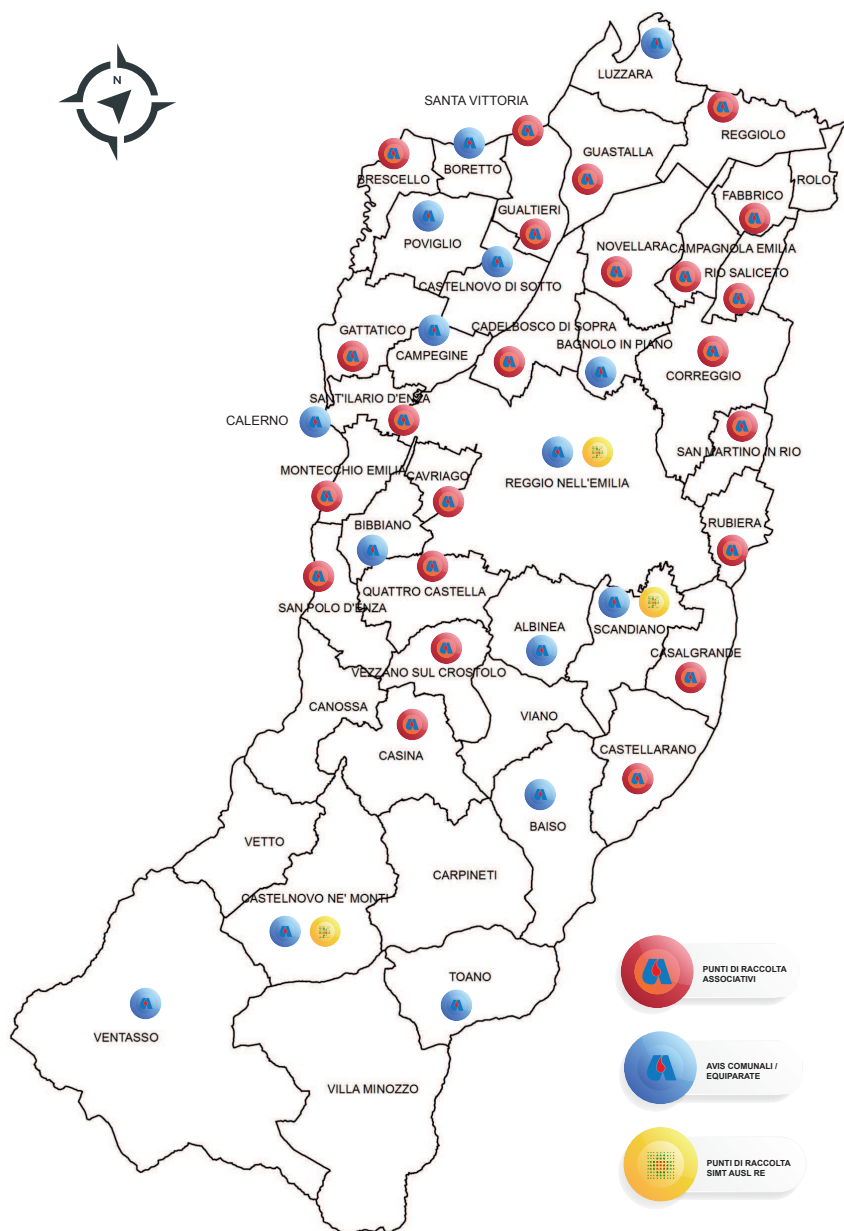 LUZZARA
N
SANTA VITTORIA
REGGIOLO
GUASTALLA
BORETTO
BRESCELLO
ROLO
FABBRICO
GUALTIERI
POVIGLIO
NOVELLARA
CAMPAGNOLA EMILIA
RIO SALICETO
CASTELNOVO DI SOTTO
CADELBOSCO DI SOPRA
GATTATICO
BAGNOLO IN PIANO
CAMPEGINE
CORREGGIO
SANT'ILARIO D'ENZA
CALERNO
SAN MARTINO IN RIO
MONTECCHIO EMILIA
CAVRIAGO
REGGIO NELL'EMILIA
BIBBIANO
RUBIERA
QUATTRO CASTELLA
SAN POLO D'ENZA
ALBINEA
SCANDIANO
CASALGRANDE
VEZZANO SUL CROSTOLO
CANOSSA
VIANO
CASINA
CASTELLARANO
BAISO
VETTO
CARPINETI
CASTELNOVO NE' MONTI
TOANO
VENTASSO
VILLA MINOZZO
PUNTI DI RACCOLTA
ASSOCIATIVI
AVIS COMUNALI /
EQUIPARATE
PUNTI DI RACCOLTA
SIMT AUSL RE